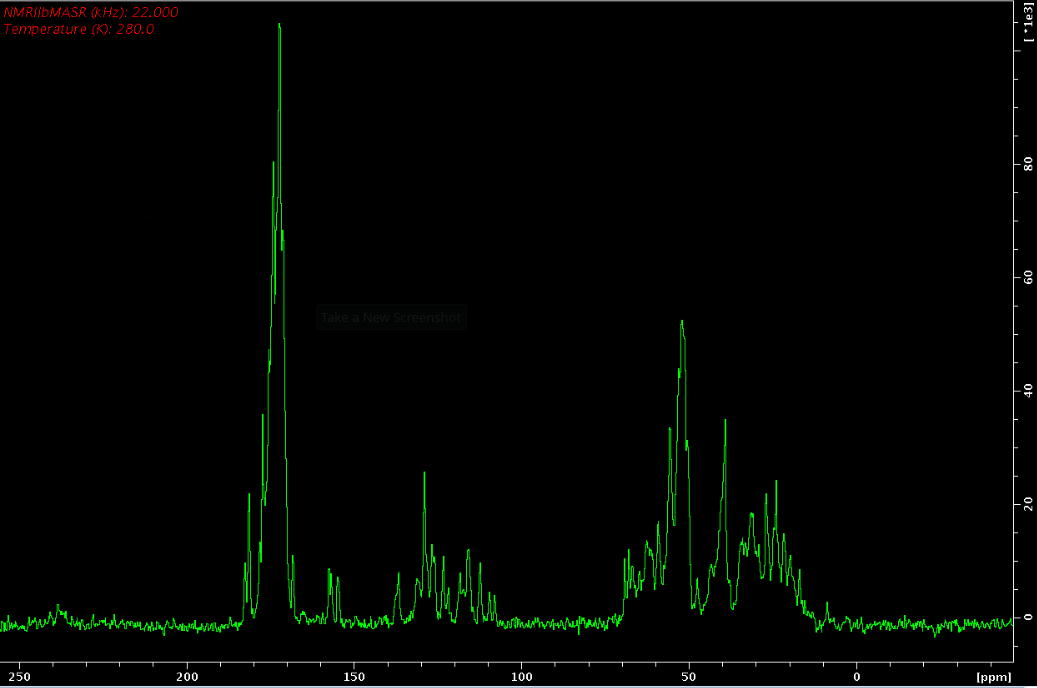 NMRlibMASR (kHz): 22.000
Temperature (K): 280.0
[ *1e3]
80
60
40
20
0
Take a New Screenshot
250
200
150
100
50
0
[ppm]